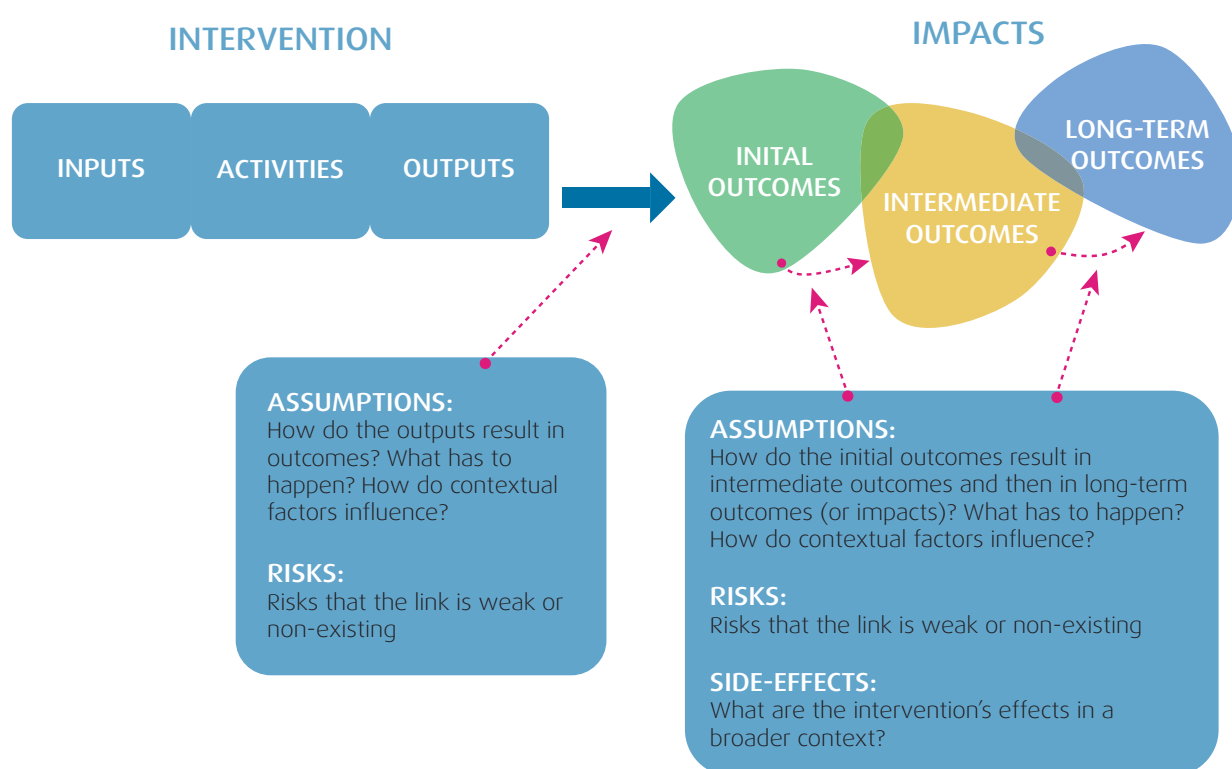 INTERVENTION
IMPACTS
INPUTS
ACTIVITIES
OUTPUTS
INITAL
OUTCOMES
INTERMEDIATE
OUTCOMES
LONG-TERM
OUTCOMES
ASSUMPTIONS:
How do the outputs result in
outcomes? What has to
happen? How do contextual
factors influence?
RISKS:
Risks that the link is weak or
non-existing
ASSUMPTIONS:
How do the initial outcomes result in
intermediate outcomes and then in long-term
outcomes (or impacts)? What has to happen?
How do contextual factors influence?
RISKS:
Risks that the link is weak or non-existing
SIDE-EFFECTS:
What are the intervention’s effects in a
broader context?